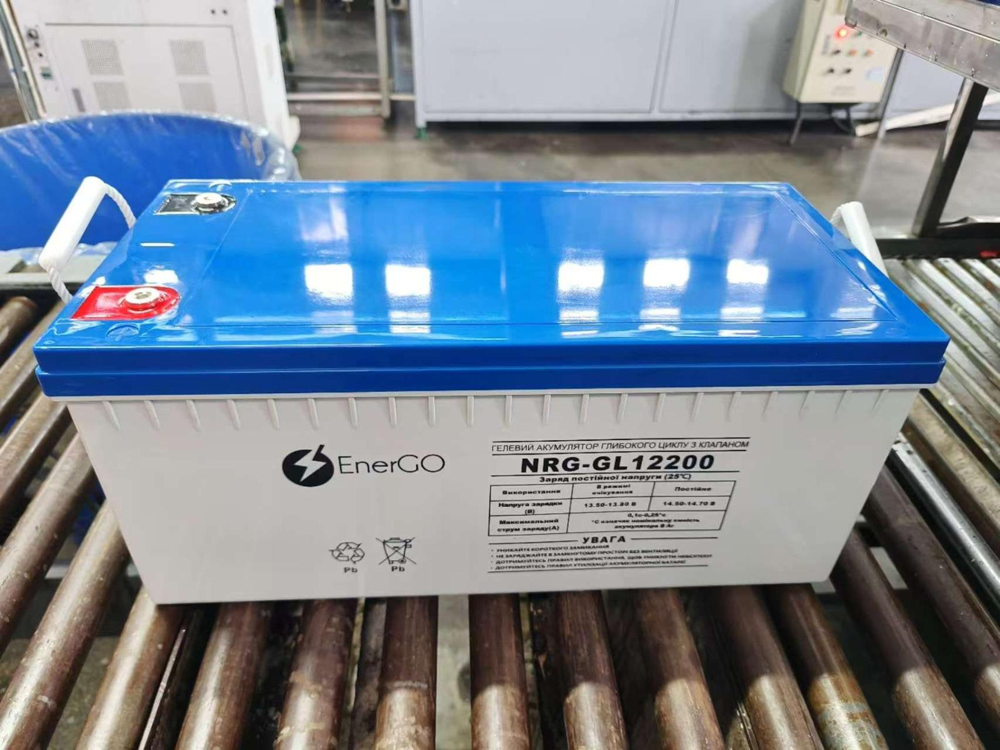 EnerGO
ГЕЛЕВИЙ АКУМУЛЯТОР ГЛИБОКОГО ЦИКЛУ З КЛАПАНОМ
NRG-GL12200
Заряд постійної напруги (25℃)
Використання
В режимі очікування
Постійне
Напруга зарядки (В)
13.50-13.80 В
14.50-14.70 В
Максимальний струм заряду(А)
0,1с-0,25*с
*С означає номінальну ємність
акумулятора В Аг
УВАГА
· УНИКАЙТЕ КОРОТКОГО ЗАМИКАННЯ
· НЕ ЗАРЯДЖАЙТЕ В ЗАМКНУТОМУ ПРОСТОРІ БЕЗ ВЕНТИЛЯЦІЇ
· ДОТРИМУЙТЕСЬ ПРАВИЛ ВИКОРИСТАННЯ, ЩОБ УНИКНУТИ НЕБЕЗПЕКИ
· ДОТРИМУЙТЕСЬ ПРАВИЛ УТИЛІЗАЦІЇ АКУМУЛЯТОРНОЇ БАТАРЕЇ
Pb
Pb